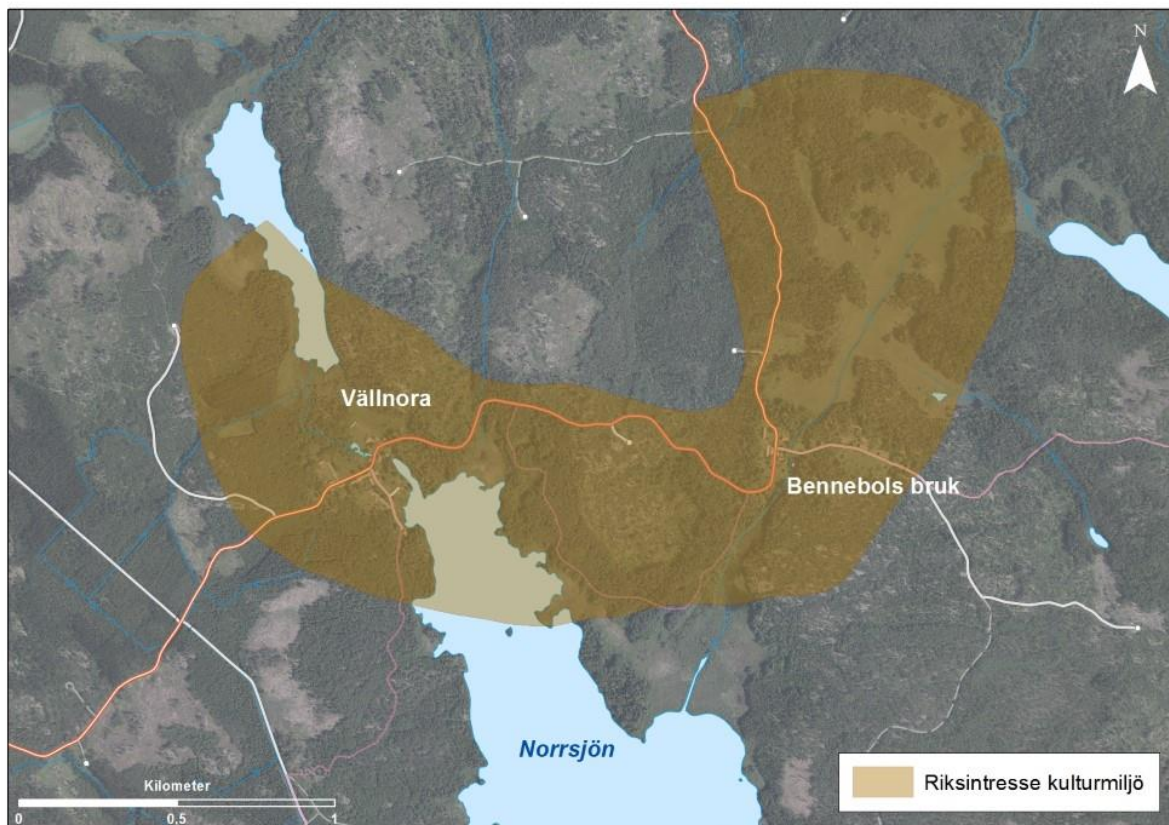 N
Vällnora
Bennebols bruk
Norrsjön
Kilometer
0 0,5 1
Riksintresse kulturmiljö